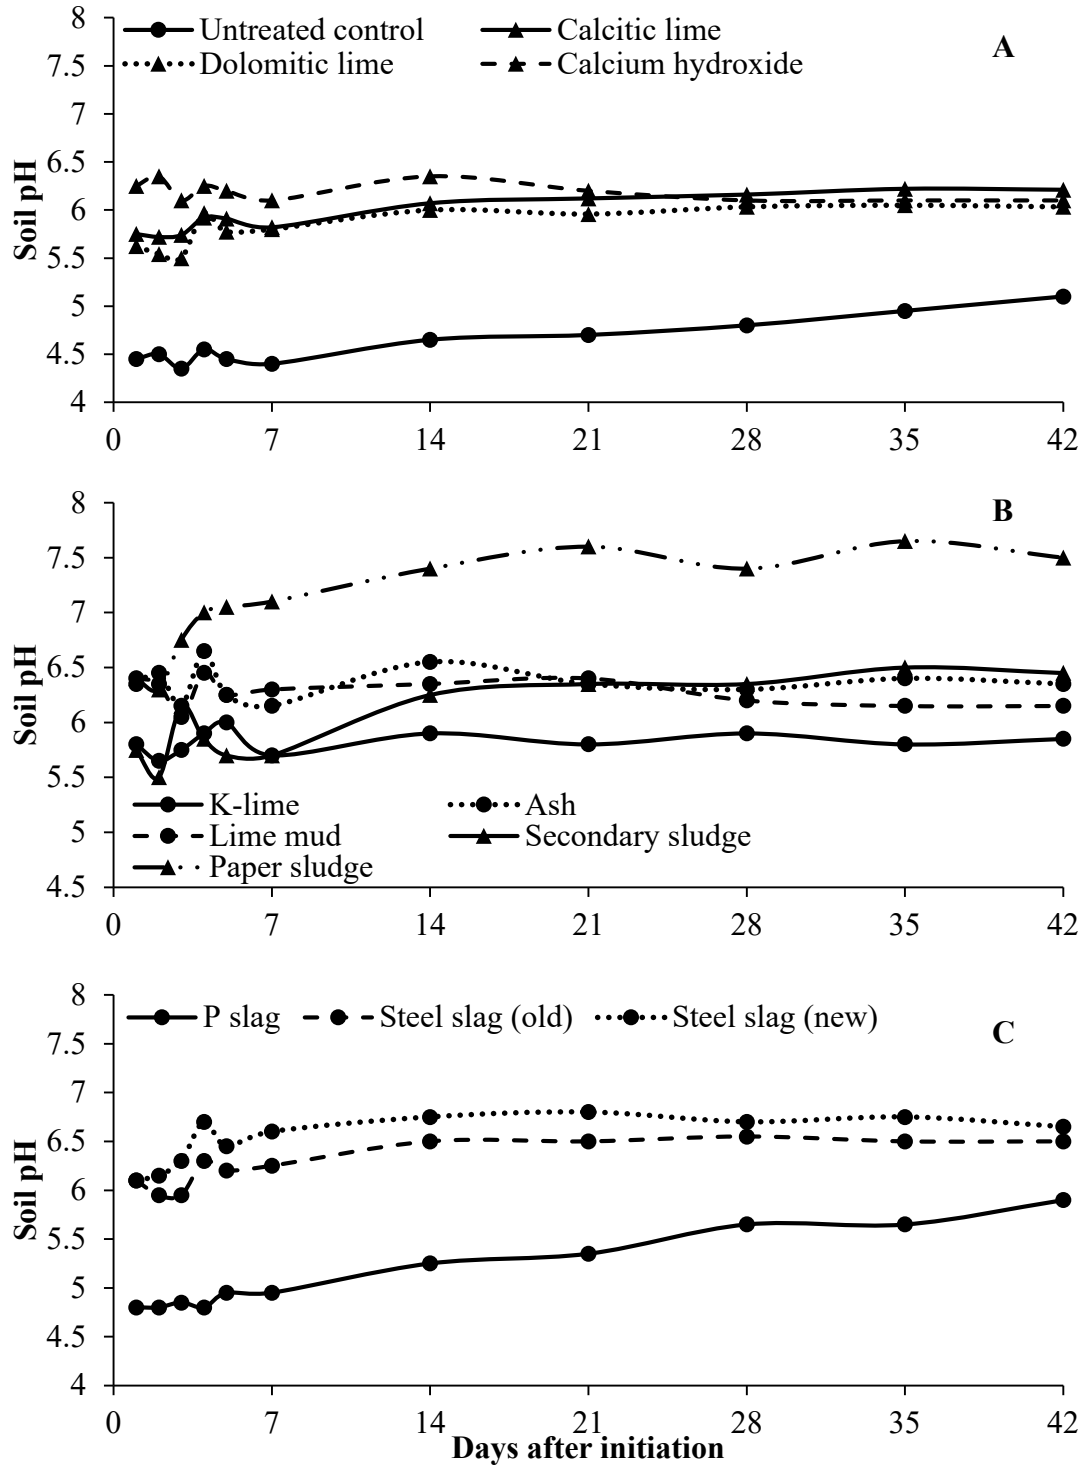 8
Untreated control Calcitic lime
A
Dolomitic lime Calcium hydroxide
7.5
7
6.5
6
5.5
5
4.5
4
Soil pH
0 7 14 21 28 35 42
8
B
7.5
7
6.5
6
5.5
5
4.5
Soil pH
K-lime Ash
Lime mud Secondary sludge
Paper sludge
0 7 14 21 28 35 42
8
P slag Steel slag (old) Steel slag (new)
C
7.5
7
6.5
6
5.5
5
4.5
4
Soil pH
0 7 14 21 28 35 42
Days after initiation